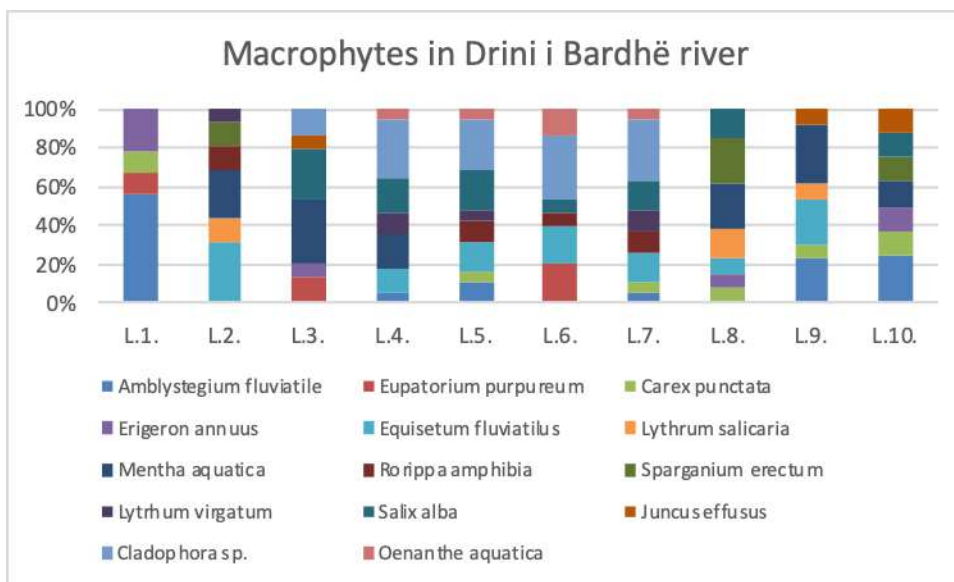 Macrophytes in Drini i Bardhë river
100%
80%
60%
40%
20%
0%
L.1. L.2. L.3. L.4. L.5. L.6. L.7. L.8. L.9. L.10.
Amblystegium fluviatile Eupatorium purpureum Carex punctata
Erigeron annuus Equisetum fluviatilus Lythrum salicaria
Mentha aquatica Rorippa amphibia Sparganium erectum
Lytrhum virgatum Salix alba Juncus effusus
Cladophora sp. Oenanthe aquatica